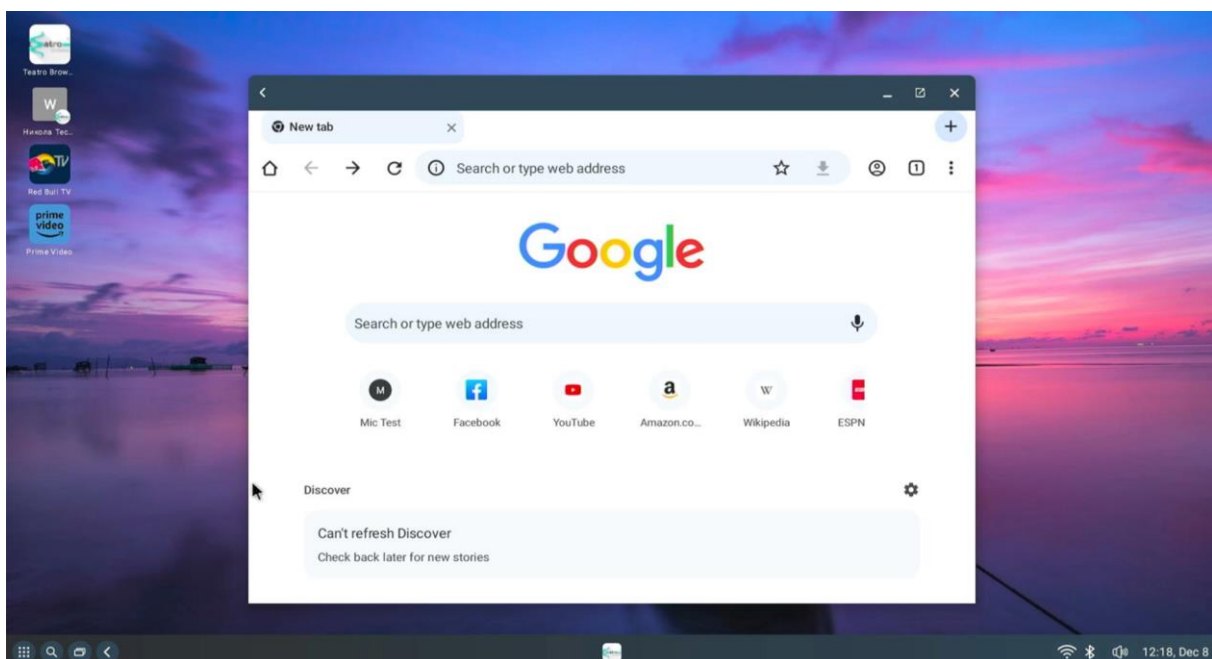 Teatro Brow...
W
Никола Тес...
TV
Red Bull TV
prime
video
Prime Video
New tab
Search or type web address
1
Google
Search or type web address
M
Mic Test
f
Facebook
YouTube
a
Amazon.co...
W
Wikipedia
ESPN
Discover
Can't refresh Discover
Check back later for new stories
12:18, Dec 8